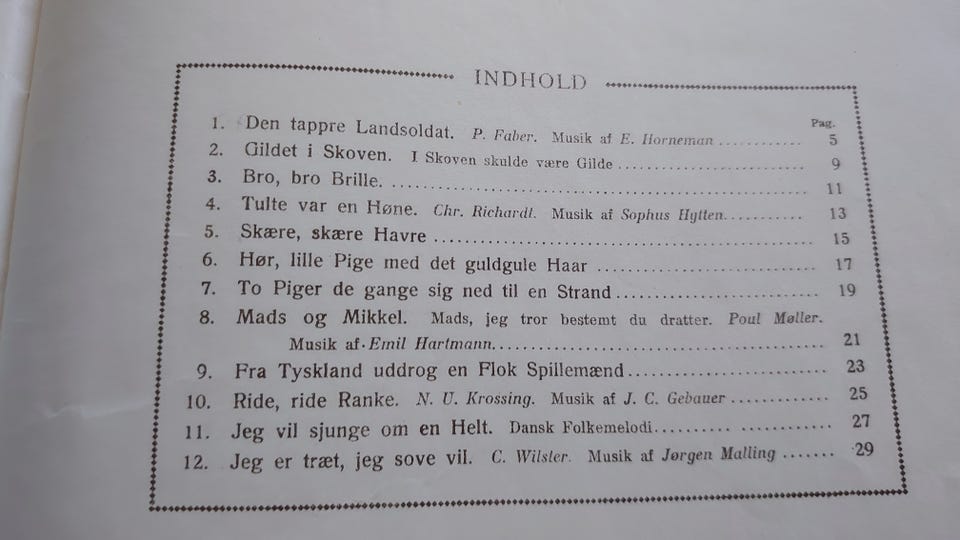 INDHOLD
Pag.
1. Den tappre Landsoldat. P. Faber. Musik af E. Horneman ............ 5
2. Gildet i Skoven. I Skoven skulde være Gilde ............ 9
3. Bro, bro Brille. ............ 11
4. Tulte var en Høne. Chr. Richardt. Musik af Sophus Hytten............ 13
5. Skære, skære Havre ............ 15
6. Hør, lille Pige med det guldgule Haar ............ 17
7. To Piger de gange sig ned til en Strand ............ 19
8. Mads og Mikkel. Mads, jeg tror bestemt du dratter. Poul Møller.
Musik af Emil Hartmann............ 21
9. Fra Tyskland uddrog en Flok Spillemænd ............ 23
10. Ride, ride Ranke. N. U. Krossing. Musik af J. C. Gebauer ............ 25
11. Jeg vil sjunge om en Helt. Dansk Folkemelodi............ 27
12. Jeg er træt, jeg sove vil. C. Wilster. Musik af Jørgen Malling ....... 29